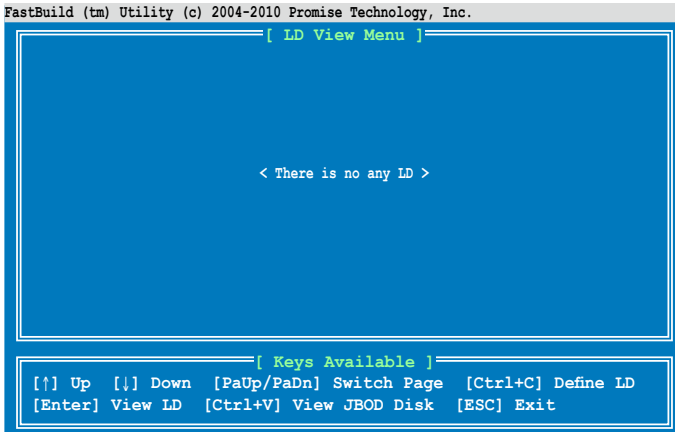 FastBuild (tm) Utility (c) 2004-2010 Promise Technology, Inc.
[ LD View Menu ]
< There is no any LD >
[ Keys Available ]
[↑] Up [↓] Down [PaUp/PaDn] Switch Page [Ctrl+C] Define LD
[Enter] View LD [Ctrl+V] View JBOD Disk [ESC] Exit